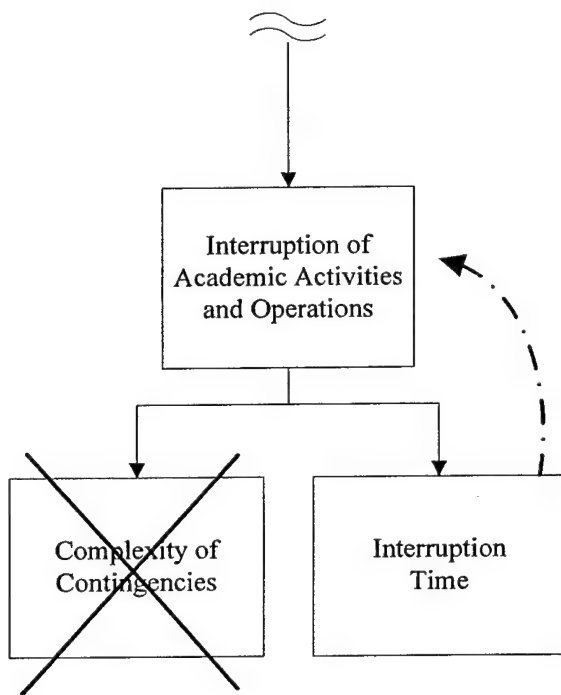 Interruption of
Academic Activities
and Operations
Complexity of
Contingencies
Interruption
Time